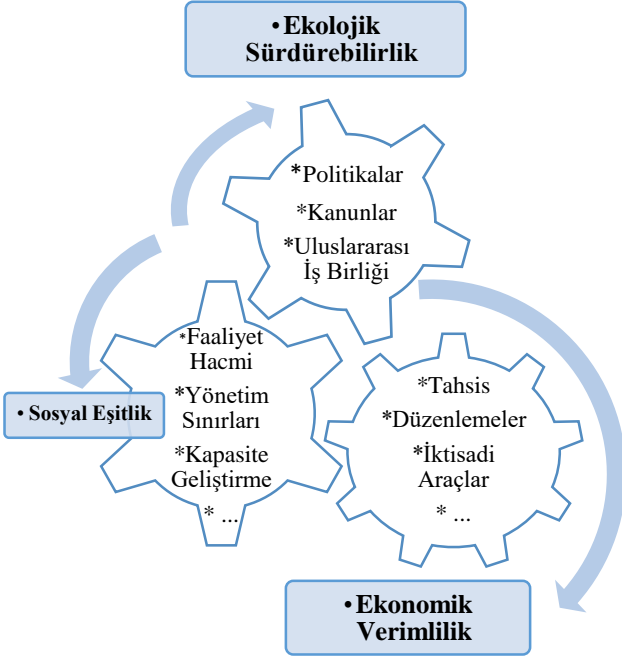 • Ekolojik
Sürdürebilirlik
*Politikalar
*Kanunlar
*Uluslararası
İş Birliği
*Faaliyet
Hacmi
*Yönetim
Sınırları
*Kapasite
Geliştirme
* ...
• Sosyal Eşitlik
*Tahsis
*Düzenlemeler
*İktisadi
Araçlar
* ...
• Ekonomik
Verimlilik